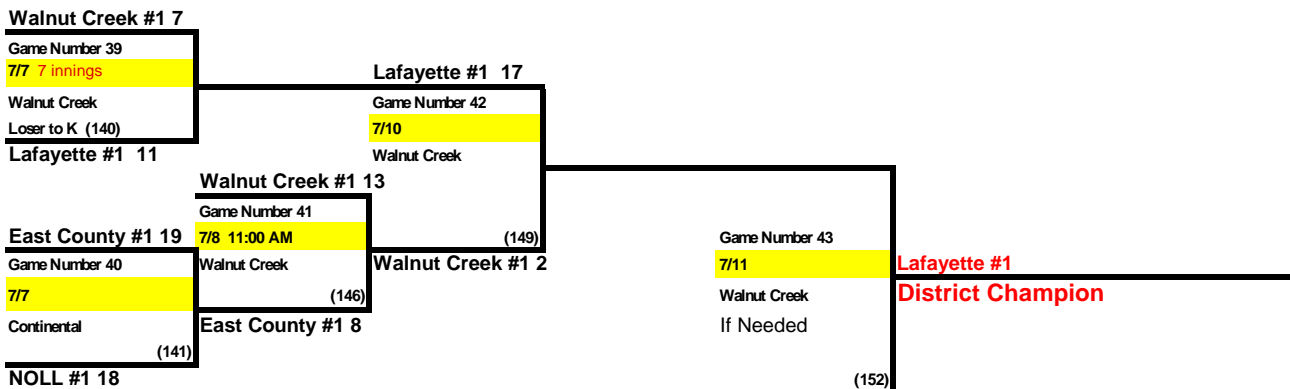 Walnut Creek #1 7
Game Number 39
7/7 7 innings
Walnut Creek
Loser to K (140)
Lafayette #1 11
Lafayette #1 17
Game Number 42
7/10
Walnut Creek
(149)
Walnut Creek #1 2
Walnut Creek #1 13
Game Number 41
7/8 11:00 AM
Walnut Creek
(146)
East County #1 8
East County #1 19
Game Number 40
7/7
Continental
(141)
NOLL #1 18
Game Number 43
7/11
Walnut Creek
If Needed
(152)
Lafayette #1
District Champion